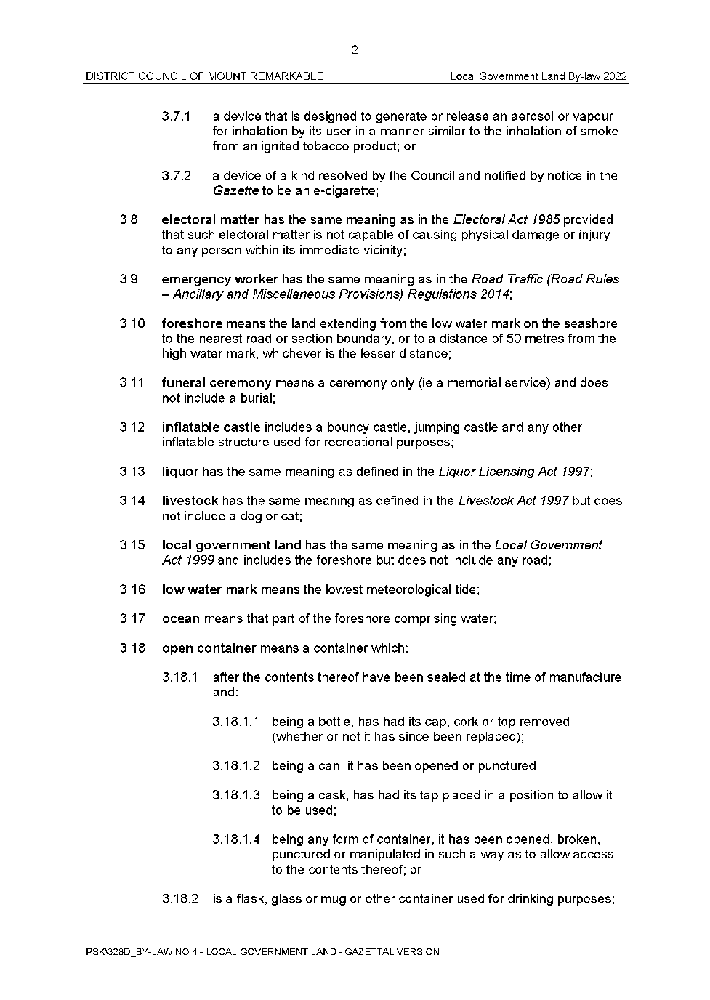 2
DISTRICT COUNCIL OF MOUNT REMARKABLE Local Government Land By-law 2022
3.7.1 a device that is designed to generate or release an aerosol or vapour
for inhalation by its user in a manner similar to the inhalation of smoke
from an ignited tobacco product; or
3.7.2 a device of a kind resolved by the Council and notified by notice in the
Gazette to be an e-cigarette;
3.8 electoral matter has the same meaning as in the Electoral Act 1985 provided
that such electoral matter is not capable of causing physical damage or injury
to any person within its immediate vicinity;
3.9 emergency worker has the same meaning as in the Road Traffic (Road Rules
– Ancillary and Miscellaneous Provisions) Regulations 2014;
3.10 foreshore means the land extending from the low water mark on the seashore
to the nearest road or section boundary, or to a distance of 50 metres from the
high water mark, whichever is the lesser distance;
3.11 funeral ceremony means a ceremony only (ie a memorial service) and does
not include a burial;
3.12 inflatable castle includes a bouncy castle, jumping castle and any other
inflatable structure used for recreational purposes;
3.13 liquor has the same meaning as defined in the Liquor Licensing Act 1997;
3.14 livestock has the same meaning as defined in the Livestock Act 1997 but does
not include a dog or cat;
3.15 local government land has the same meaning as in the Local Government
Act 1999 and includes the foreshore but does not include any road;
3.16 low water mark means the lowest meteorological tide;
3.17 ocean means that part of the foreshore comprising water;
3.18 open container means a container which:
3.18.1 after the contents thereof have been sealed at the time of manufacture
and:
3.18.1.1 being a bottle, has had its cap, cork or top removed
(whether or not it has since been replaced);
3.18.1.2 being a can, it has been opened or punctured;
3.18.1.3 being a cask, has had its tap placed in a position to allow it
to be used;
3.18.1.4 being any form of container, it has been opened, broken,
punctured or manipulated in such a way as to allow access
to the contents thereof; or
3.18.2 is a flask, glass or mug or other container used for drinking purposes;
PSK\328D_BY-LAW NO 4 - LOCAL GOVERNMENT LAND - GAZETTAL VERSION